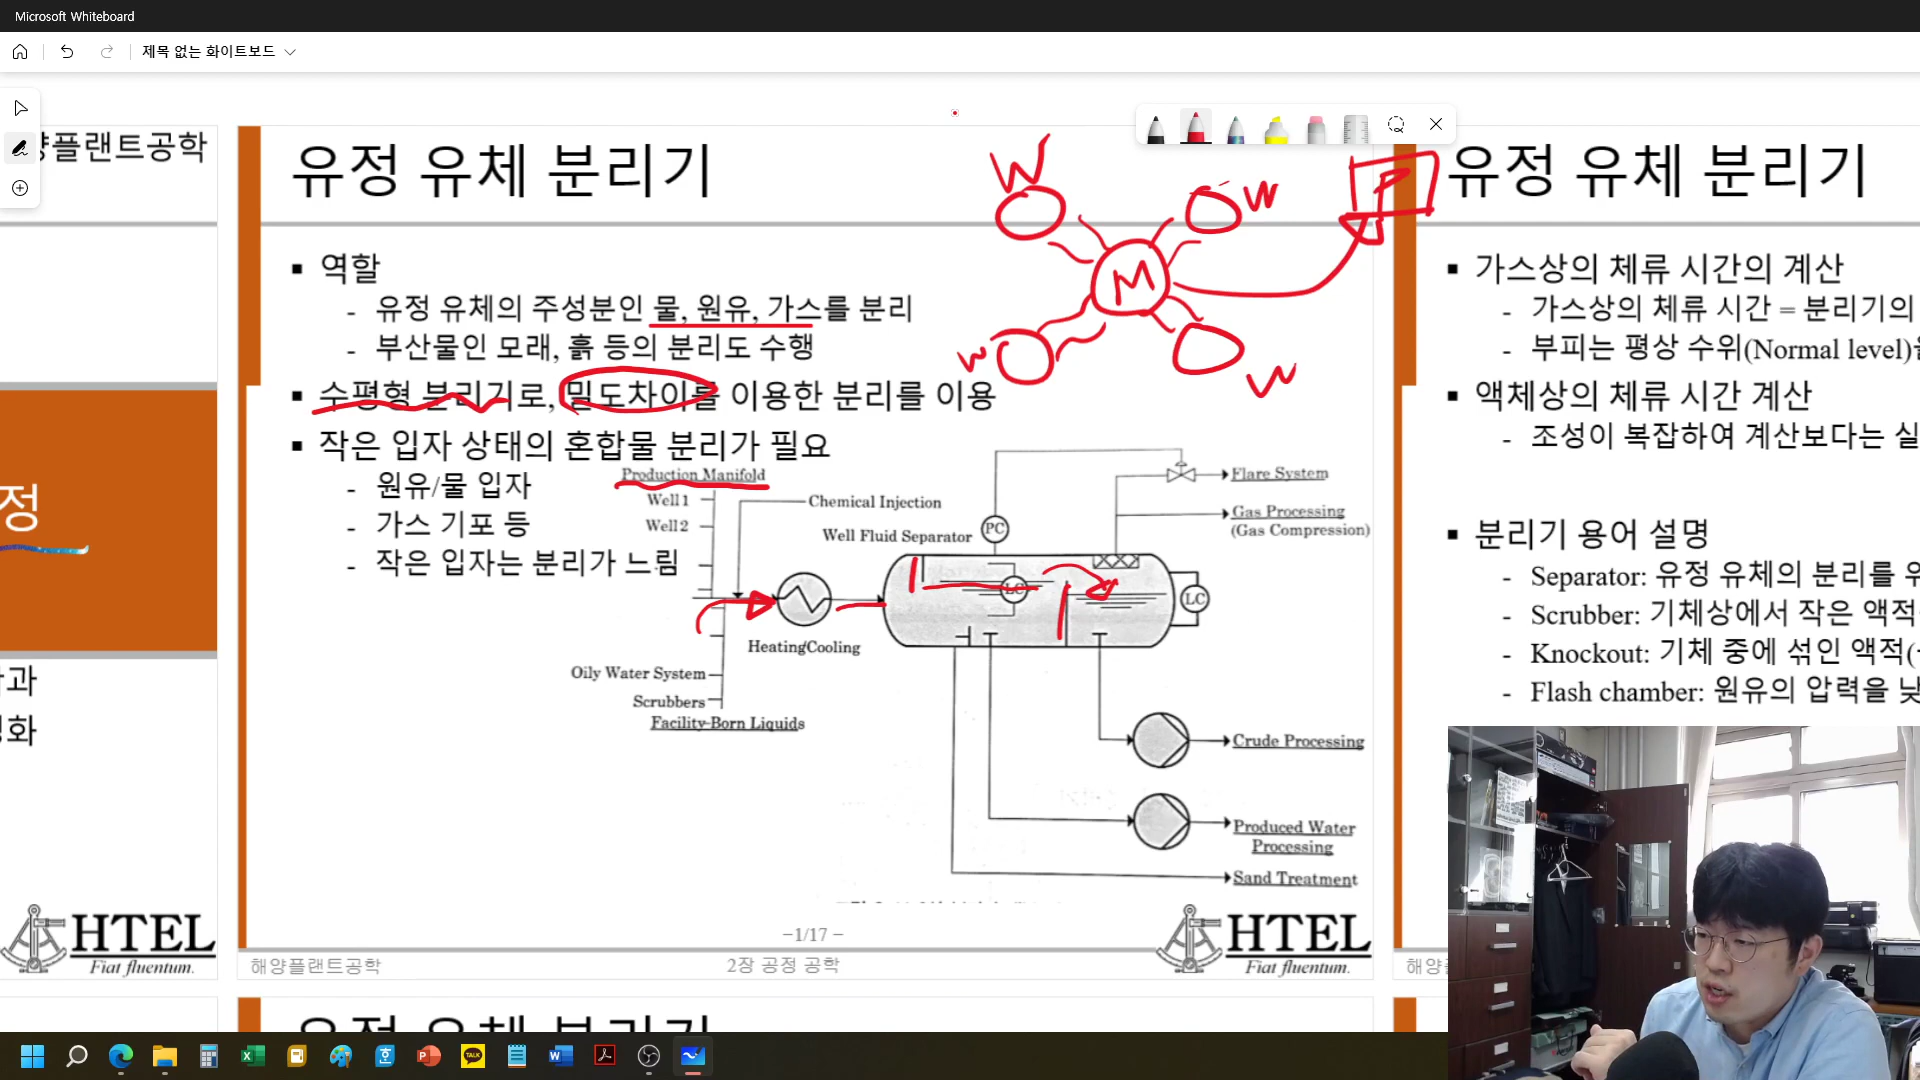 Microsoft Whiteboard
제목 없는 화이트보드
양플랜트공학
정
과
유정 유체 분리기
▪ 역할
- 유정 유체의 주성분인 물, 원유, 가스를 분리
- 부산물인 모래, 흙 등의 분리도 수행
▪ 수평형 분리기로, 밀도차이를 이용한 분리를 이용
▪ 작은 입자 상태의 혼합물 분리가 필요
- 원유/물 입자
- 가스 기포 등
- 작은 입자는 분리가 느림
W
W
M
W
W
P
Production Manifold
Well 1
Well 2
Chemical Injection
Well Fluid Separator
PC
Flare System
Gas Processing
(Gas Compression)
LC
LC
Heating/Cooling
Oily Water System
Scrubbers
Facility-Born Liquids
Crude Processing
Produced Water
Processing
Sand Treatment
−1/17 −
해양플랜트공학
2장 공정 공학
HTEL
Fiat fluentum.
HTEL
Fiat fluentum.
유정 유체 분리기
▪ 가스상의 체류 시간의 계산
- 가스상의 체류 시간 = 분리기의
- 부피는 평상 수위(Normal level)
▪ 액체상의 체류 시간 계산
- 조성이 복잡하여 계산보다는 실
▪ 분리기 용어 설명
- Separator: 유정 유체의 분리를 위
- Scrubber: 기체상에서 작은 액적
- Knockout: 기체 중에 섞인 액적(
- Flash chamber: 원유의 압력을 낮
해양
유정 유체 분리기
TALK